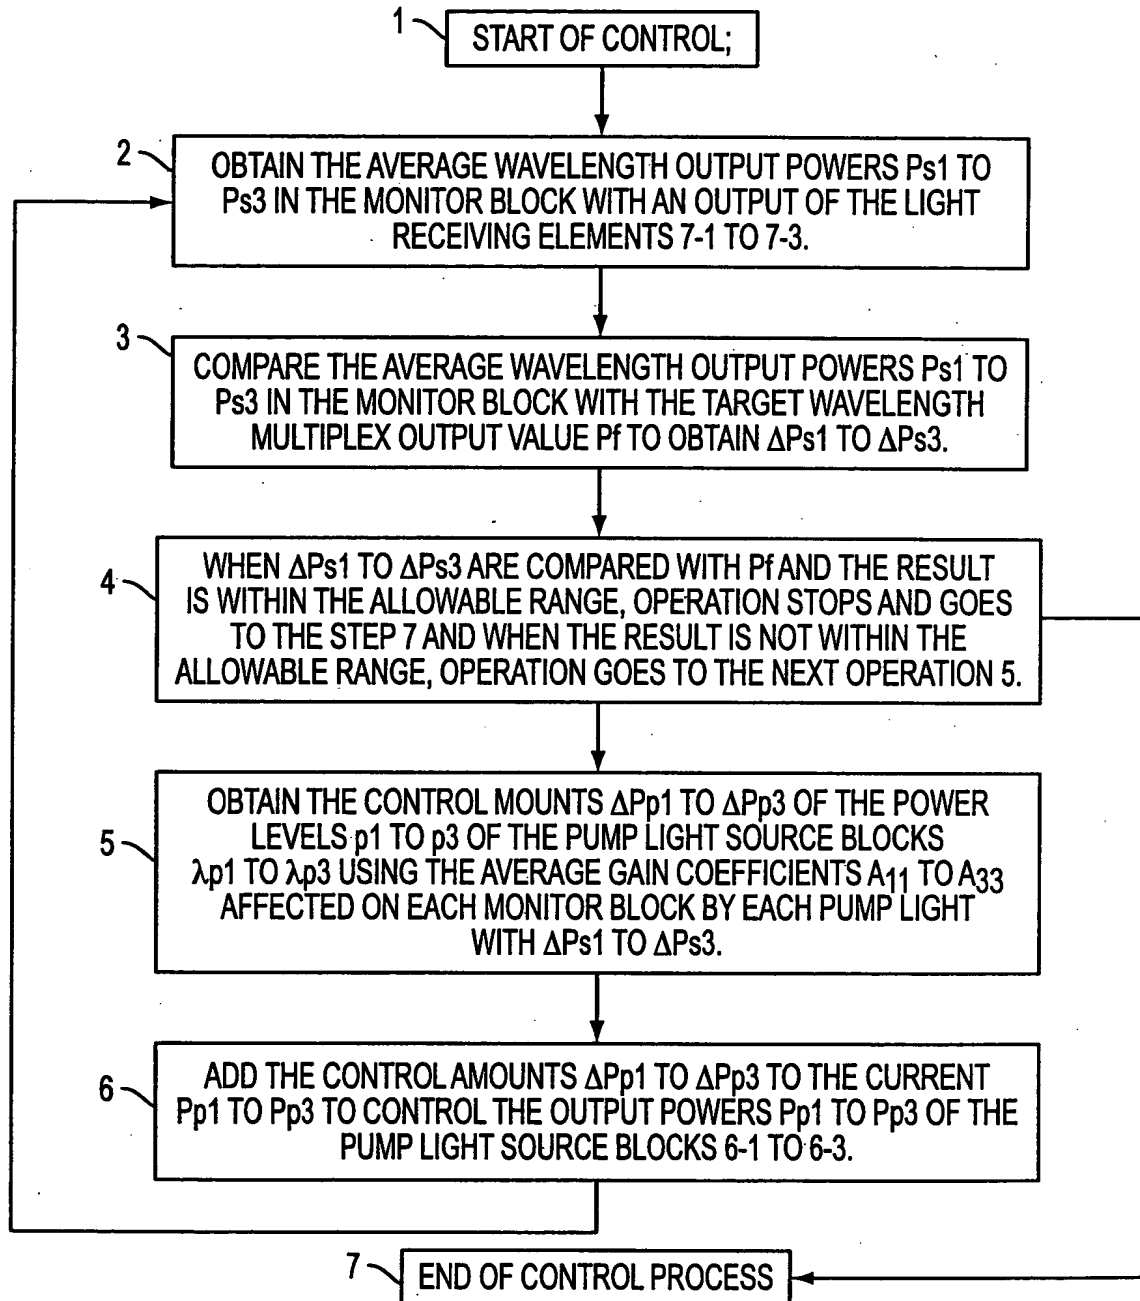 1
START OF CONTROL;
2
OBTAIN THE AVERAGE WAVELENGTH OUTPUT POWERS Ps1 TO
Ps3 IN THE MONITOR BLOCK WITH AN OUTPUT OF THE LIGHT
RECEIVING ELEMENTS 7-1 TO 7-3.
3
COMPARE THE AVERAGE WAVELENGTH OUTPUT POWERS Ps1 TO
Ps3 IN THE MONITOR BLOCK WITH THE TARGET WAVELENGTH
MULTIPLEX OUTPUT VALUE Pf TO OBTAIN ΔPs1 TO ΔPs3.
4
WHEN ΔPs1 TO ΔPs3 ARE COMPARED WITH Pf AND THE RESULT
IS WITHIN THE ALLOWABLE RANGE, OPERATION STOPS AND GOES
TO THE STEP 7 AND WHEN THE RESULT IS NOT WITHIN THE
ALLOWABLE RANGE, OPERATION GOES TO THE NEXT OPERATION 5.
5
OBTAIN THE CONTROL MOUNTS ΔPp1 TO ΔPp3 OF THE POWER
LEVELS p1 TO p3 OF THE PUMP LIGHT SOURCE BLOCKS
λp1 TO λp3 USING THE AVERAGE GAIN COEFFICIENTS A11 TO A33
AFFECTED ON EACH MONITOR BLOCK BY EACH PUMP LIGHT
WITH ΔPs1 TO ΔPs3.
6
ADD THE CONTROL AMOUNTS ΔPp1 TO ΔPp3 TO THE CURRENT
Pp1 TO Pp3 TO CONTROL THE OUTPUT POWERS Pp1 TO Pp3 OF THE
PUMP LIGHT SOURCE BLOCKS 6-1 TO 6-3.
7
END OF CONTROL PROCESS